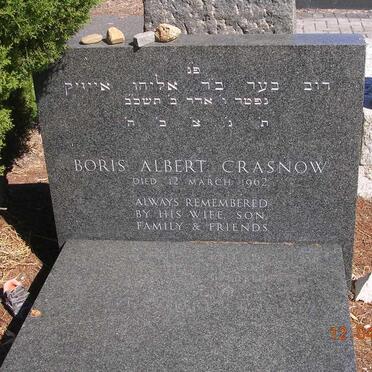 פנ
דוב בער בר אליהו אייזיק
נפטר ו אדר ב תשכב
ת נ צ ב ה
BORIS ALBERT CRASNOW
DIED 12 MARCH 1962
ALWAYS REMEMBERED
BY HIS WIFE, SON,
FAMILY & FRIENDS